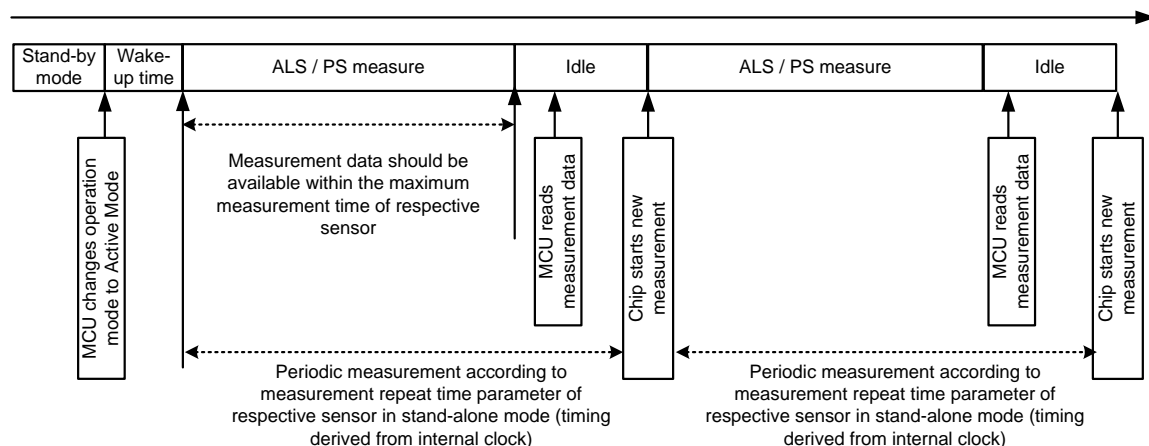 Stand-by
mode
Wake-
up time
ALS / PS measure
Idle
ALS / PS measure
Idle
MCU changes operation
mode to Active Mode
Measurement data should be
available within the maximum
measurement time of respective
sensor
MCU reads
measurement data
Chip starts new
measurement
MCU reads
measurement data
Chip starts new
measurement
Periodic measurement according to
measurement repeat time parameter of
respective sensor in stand-alone mode (timing
derived from internal clock)
Periodic measurement according to
measurement repeat time parameter of
respective sensor in stand-alone mode (timing
derived from internal clock)